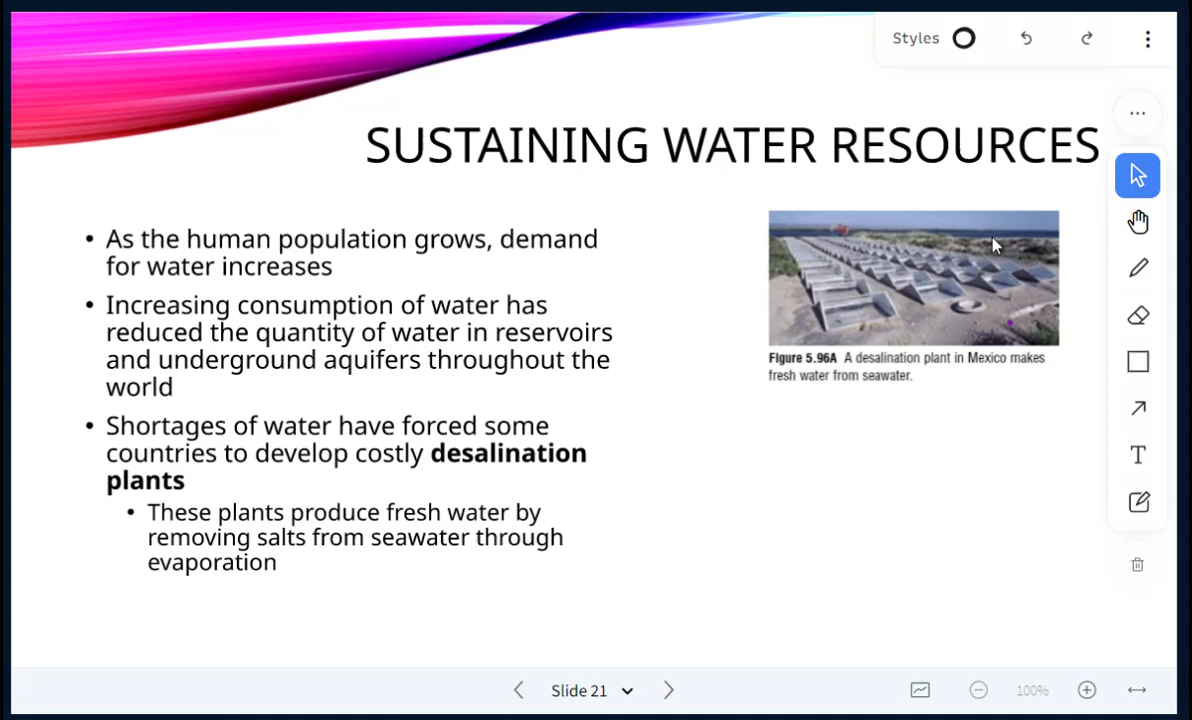 Styles
SUSTAINING WATER RESOURCES
• As the human population grows, demand
for water increases
• Increasing consumption of water has
reduced the quantity of water in reservoirs
and underground aquifers throughout the
world
• Shortages of water have forced some
countries to develop costly desalination
plants
• These plants produce fresh water by
removing salts from seawater through
evaporation
Figure 5.96A A desalination plant in Mexico makes
fresh water from seawater.
T
Slide 21
100%